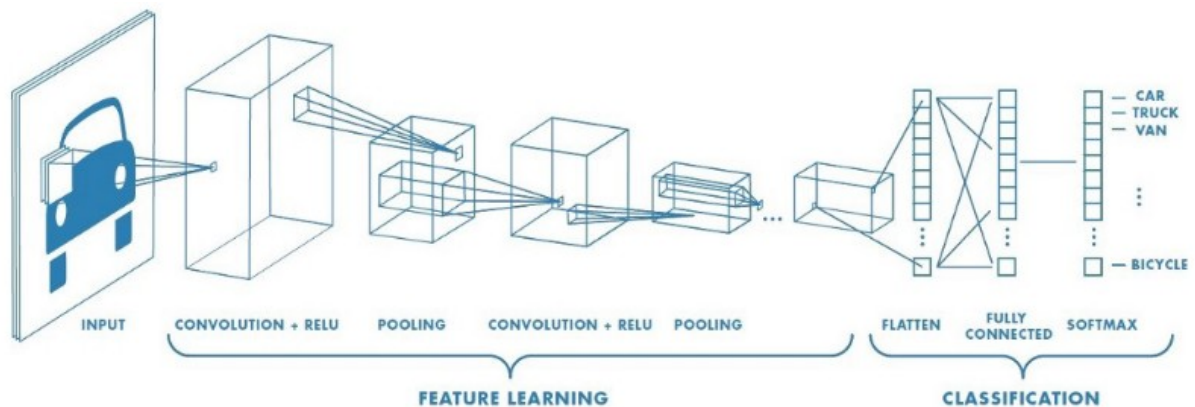 CAR
TRUCK
VAN
BICYCLE
INPUT
CONVOLUTION + RELU
POOLING
CONVOLUTION + RELU
POOLING
...
FLATTEN
FULLY
CONNECTED
SOFTMAX
FEATURE LEARNING
CLASSIFICATION